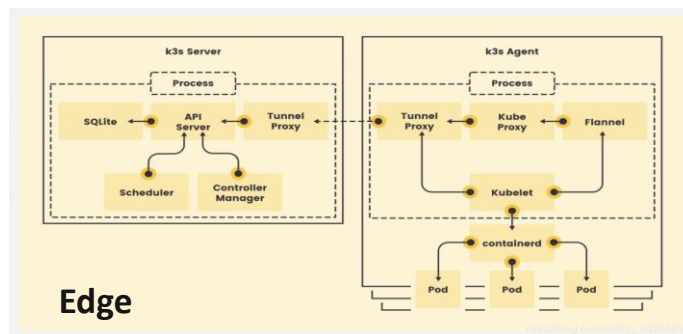 k3s Server
Process
SQLite
API
Server
Tunnel
Proxy
Scheduler
Controller
Manager
k3s Agent
Process
Tunnel
Proxy
Kube
Proxy
Flannel
Kubelet
containerd
Pod
Pod
Pod
Edge